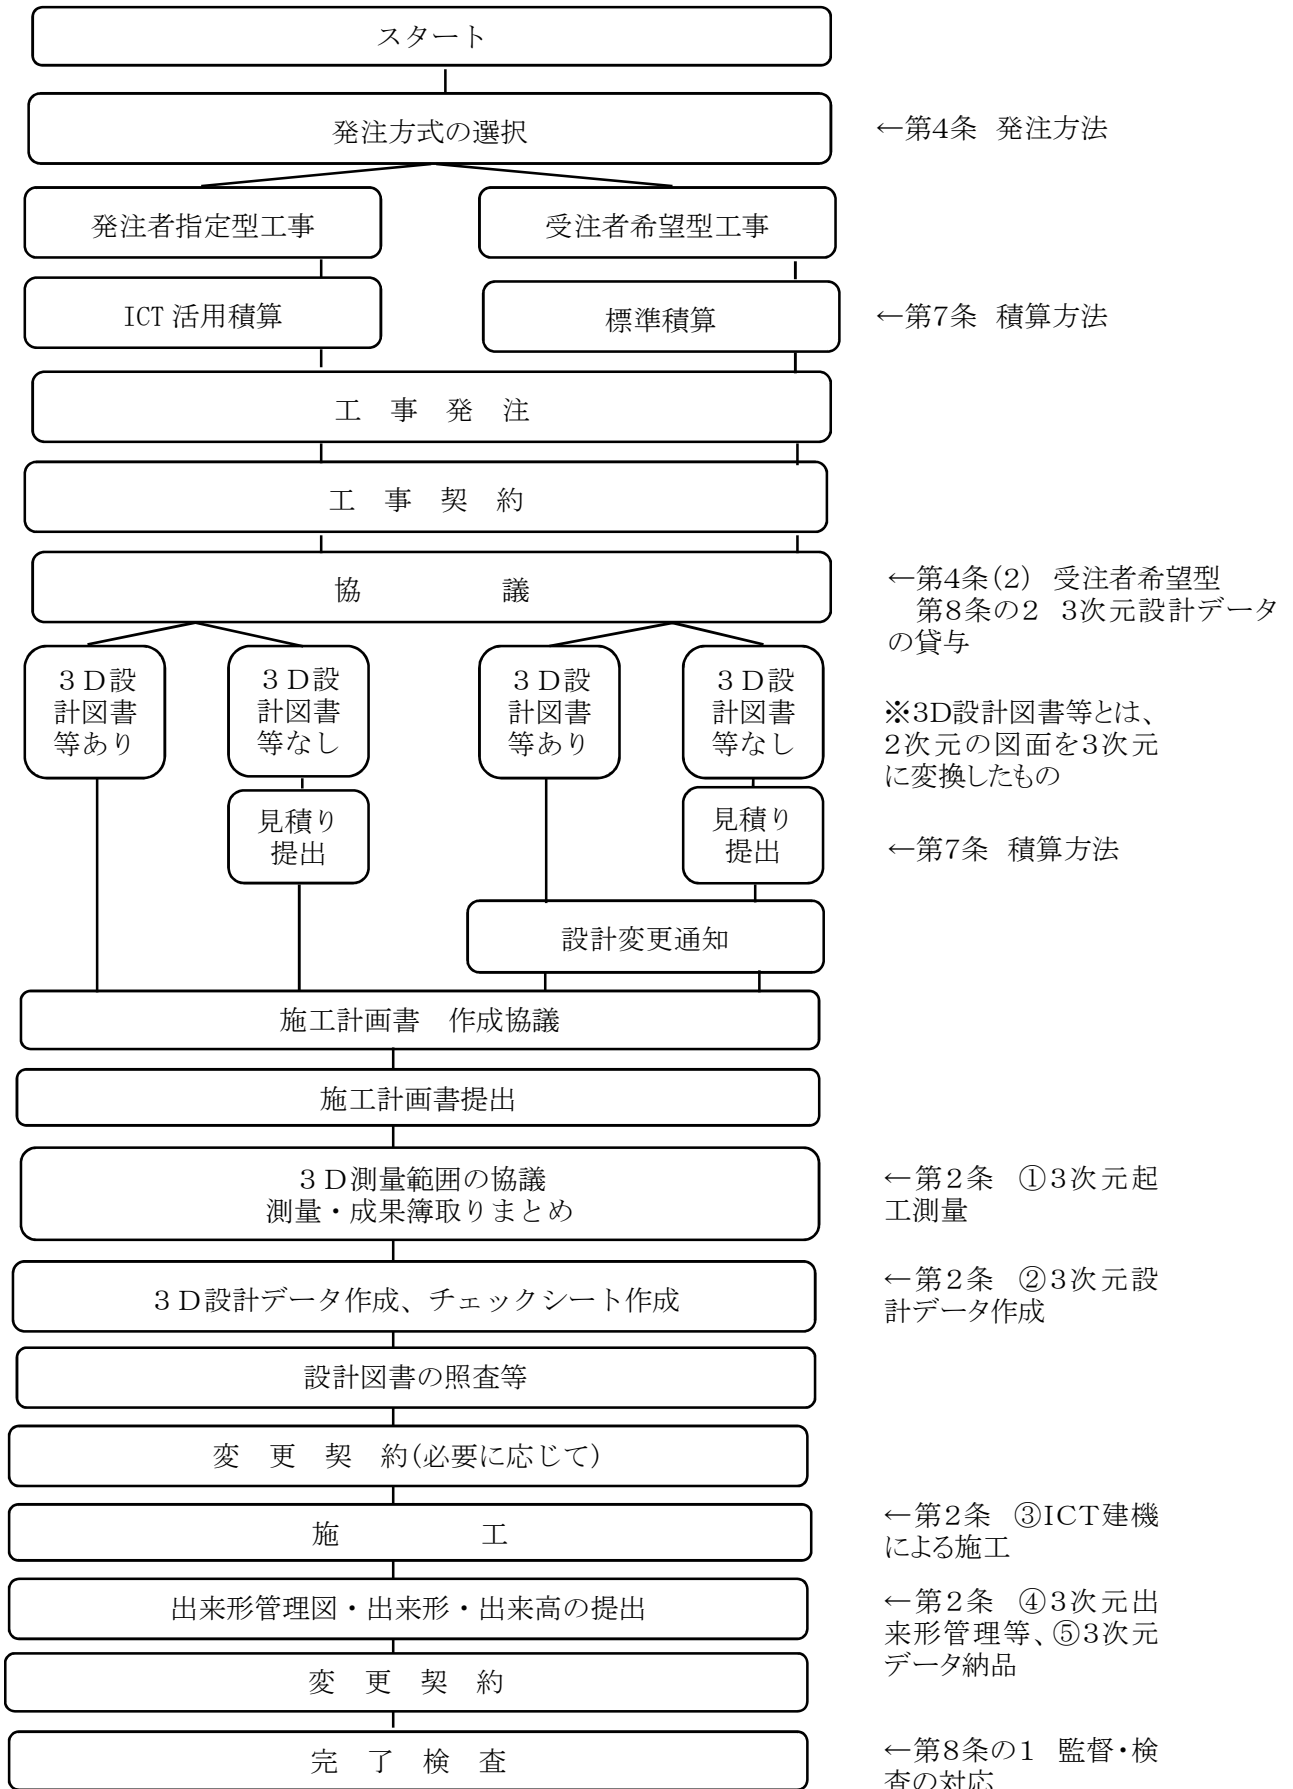 スタート
発注方式の選択
←第4条 発注方法
発注者指定型工事
受注者希望型工事
ICT 活用積算
標準積算
←第7条 積算方法
工 事 発 注
工 事 契 約
協 議
←第4条(2) 受注者希望型
第8条の2 3次元設計データ
の貸与
3D設
計図書
等あり
3D設
計図書
等なし
3D設
計図書
等あり
3D設
計図書
等なし
※3D設計図書等とは、
2次元の図面を3次元
に変換したもの
見積り
提出
見積り
提出
←第7条 積算方法
設計変更通知
施工計画書 作成協議
施工計画書提出
3D測量範囲の協議
測量・成果簿取りまとめ
←第2条 ①3次元起
工測量
3D設計データ作成、チェックシート作成
←第2条 ②3次元設
計データ作成
設計図書の照査等
変 更 契 約(必要に応じて)
施 工
←第2条 ③ICT建機
による施工
出来形管理図・出来形・出来高の提出
←第2条 ④3次元出
来形管理等、⑤3次元
データ納品
変 更 契 約
完 了 検 査
←第8条の1 監督・検
査の対応